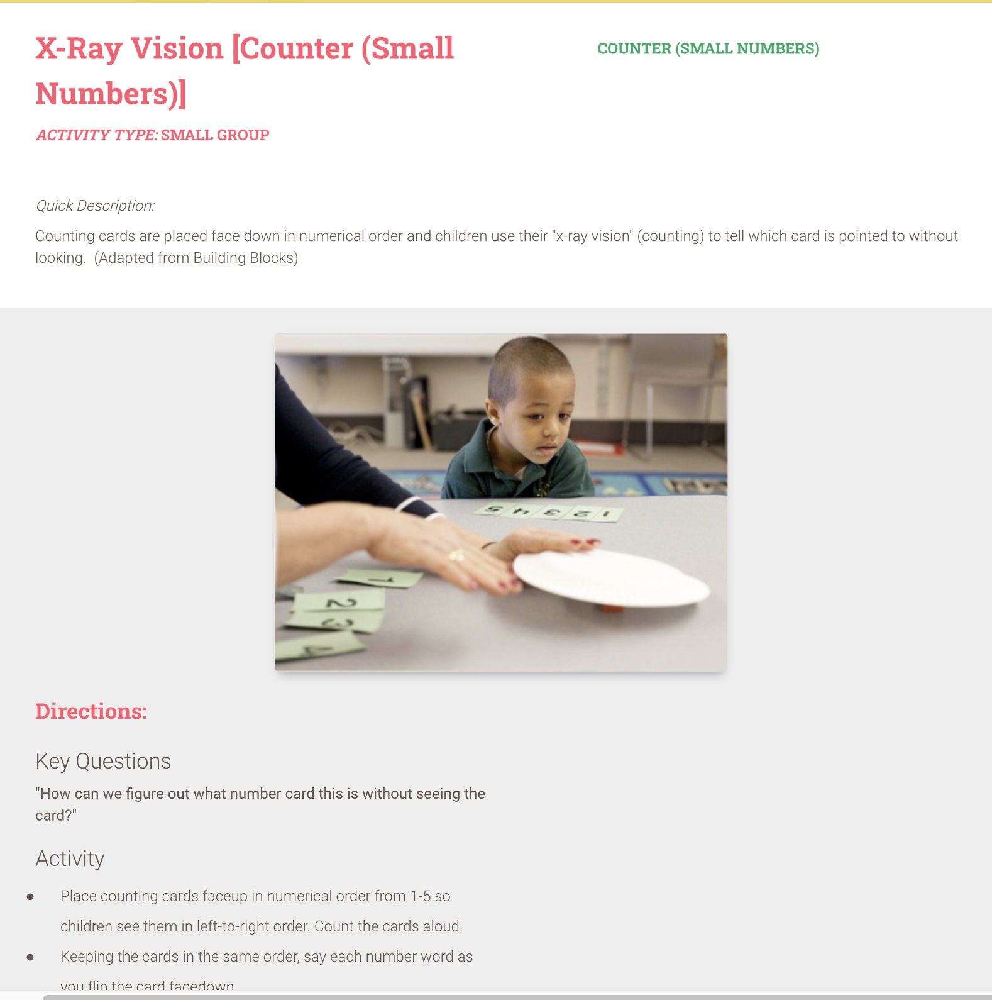 X-Ray Vision [Counter (Small
Numbers)]
COUNTER (SMALL NUMBERS)
ACTIVITY TYPE: SMALL GROUP
Quick Description:
Counting cards are placed face down in numerical order and children use their "x-ray vision" (counting) to tell which card is pointed to without
looking.  (Adapted from Building Blocks)
1 2 3 4 5
1
2
3
4
Directions:
Key Questions
"How can we figure out what number card this is without seeing the
card?"
Activity
● Place counting cards faceup in numerical order from 1-5 so
children see them in left-to-right order. Count the cards aloud.
● Keeping the cards in the same order, say each number word as
you flip the card facedown